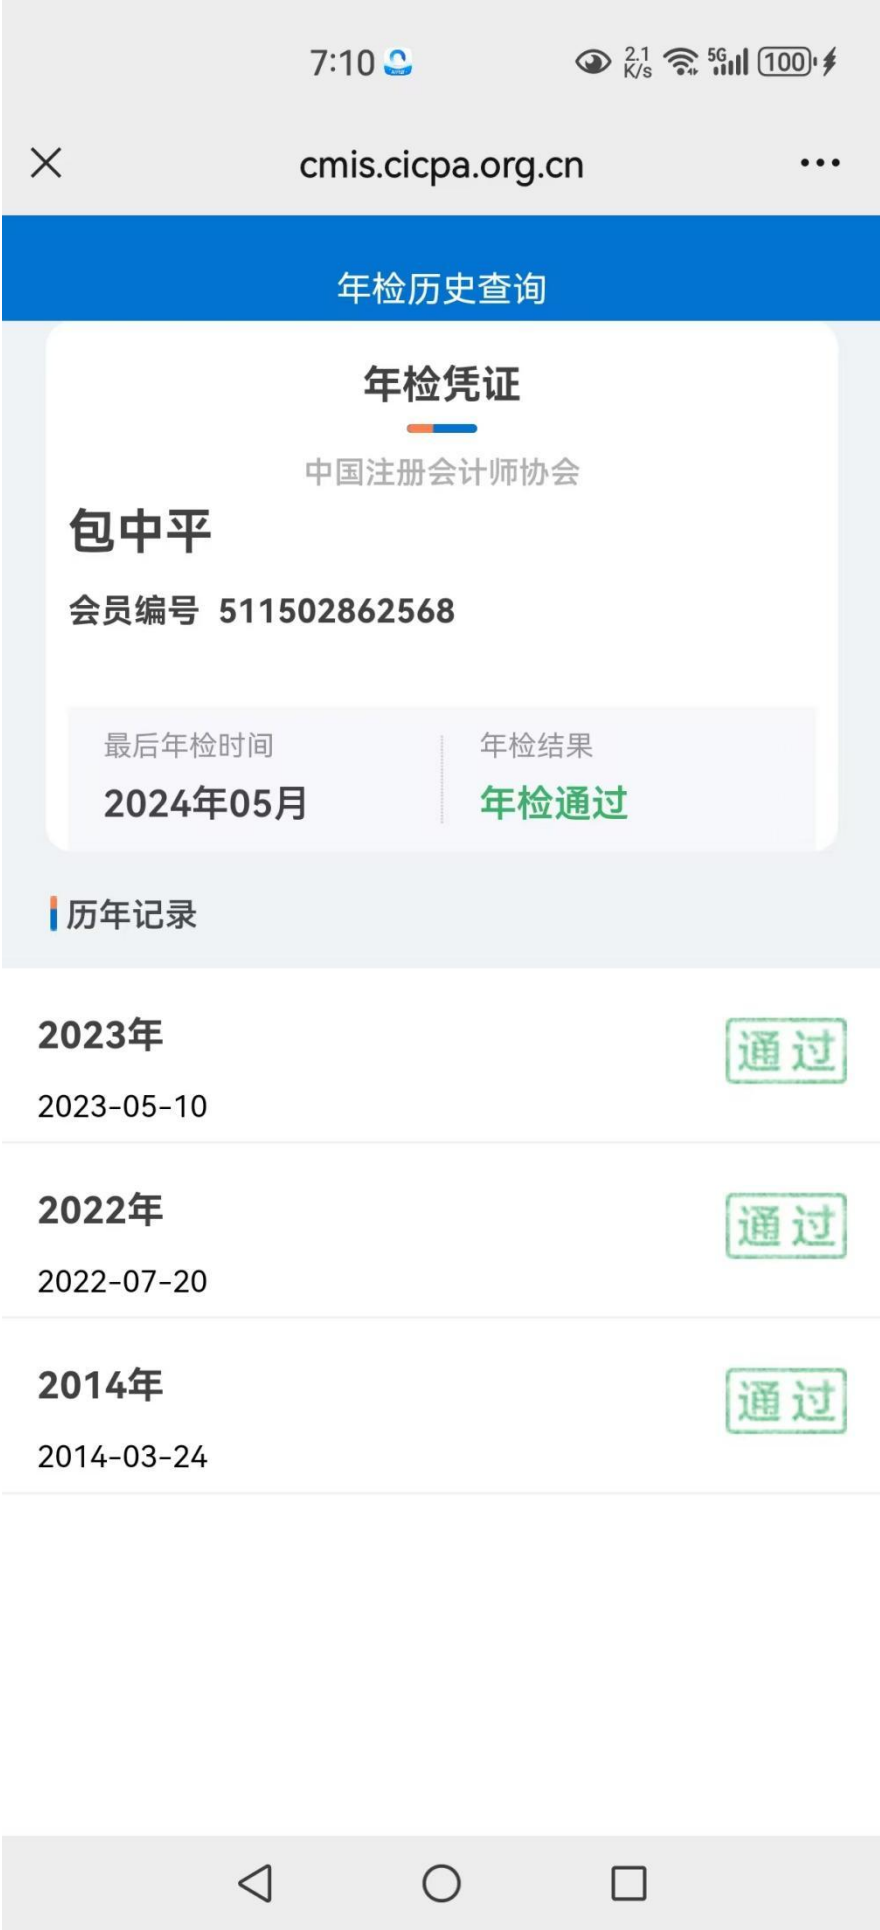 7:10 2.1 K/s 5G 100
cmis.cicpa.org.cn
年检历史查询
年检凭证
中国注册会计师协会
包中平
会员编号 511502862568
最后年检时间 年检结果
2024年05月 年检通过
历年记录
2023年 通过
2023-05-10
2022年 通过
2022-07-20
2014年 通过
2014-03-24